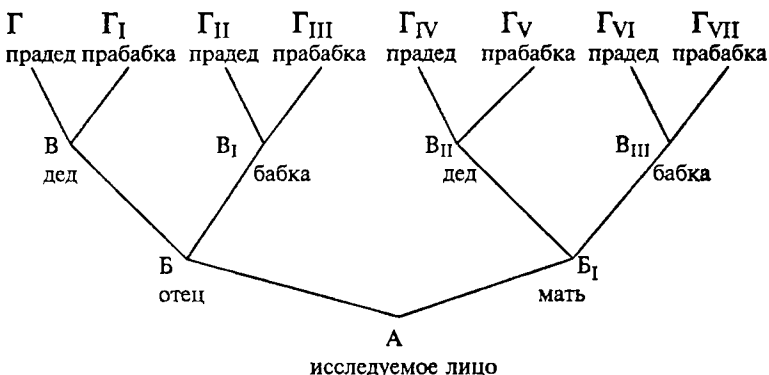 Г Г_I Г_II Г_III Г_IV Г_V Г_VI Г_VII
прадед прабабка прадед прабабка прадед прабабка прадед прабабка
В В_I В_II В_III
дед бабка дед бабка
Б Б_I
отец мать
А
исследуемое лицо